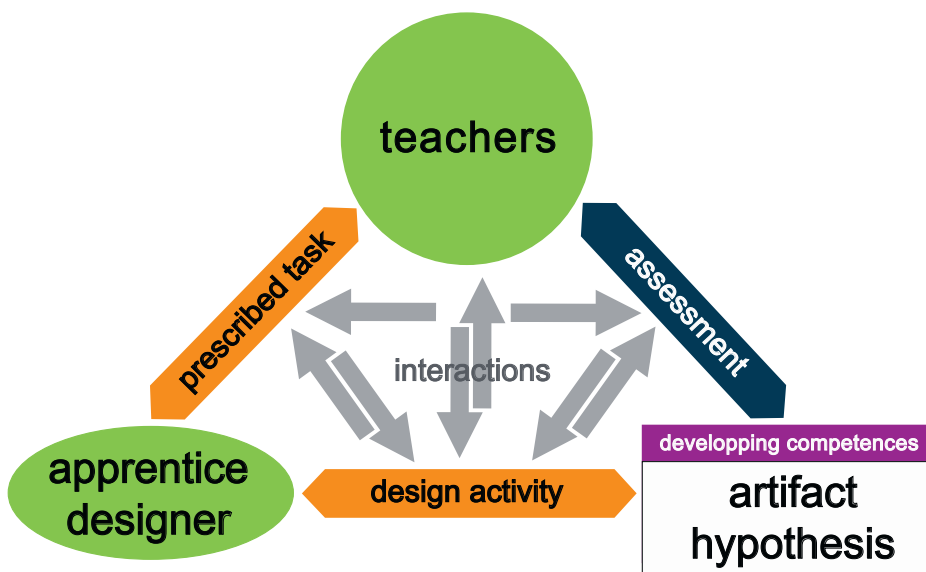 teachers
prescribed task
assessment
interactions
developping competences
apprentice
designer
design activity
artifact
hypothesis